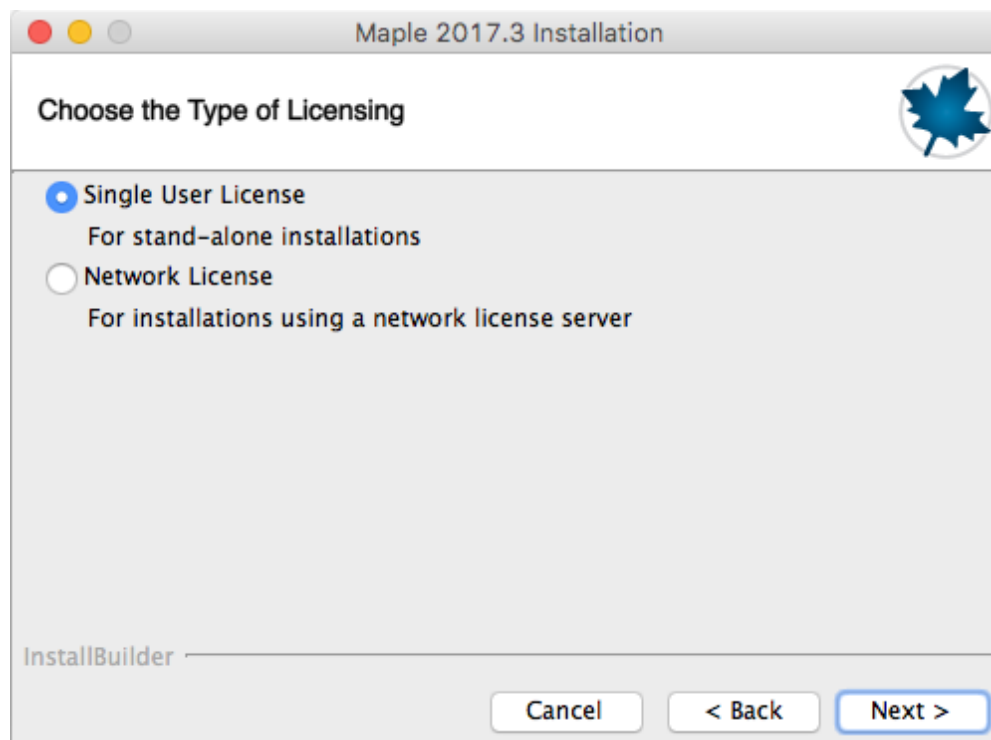 Maple 2017.3 Installation
Choose the Type of Licensing
Single User License
For stand-alone installations
Network License
For installations using a network license server
InstallBuilder
Cancel
< Back
Next >